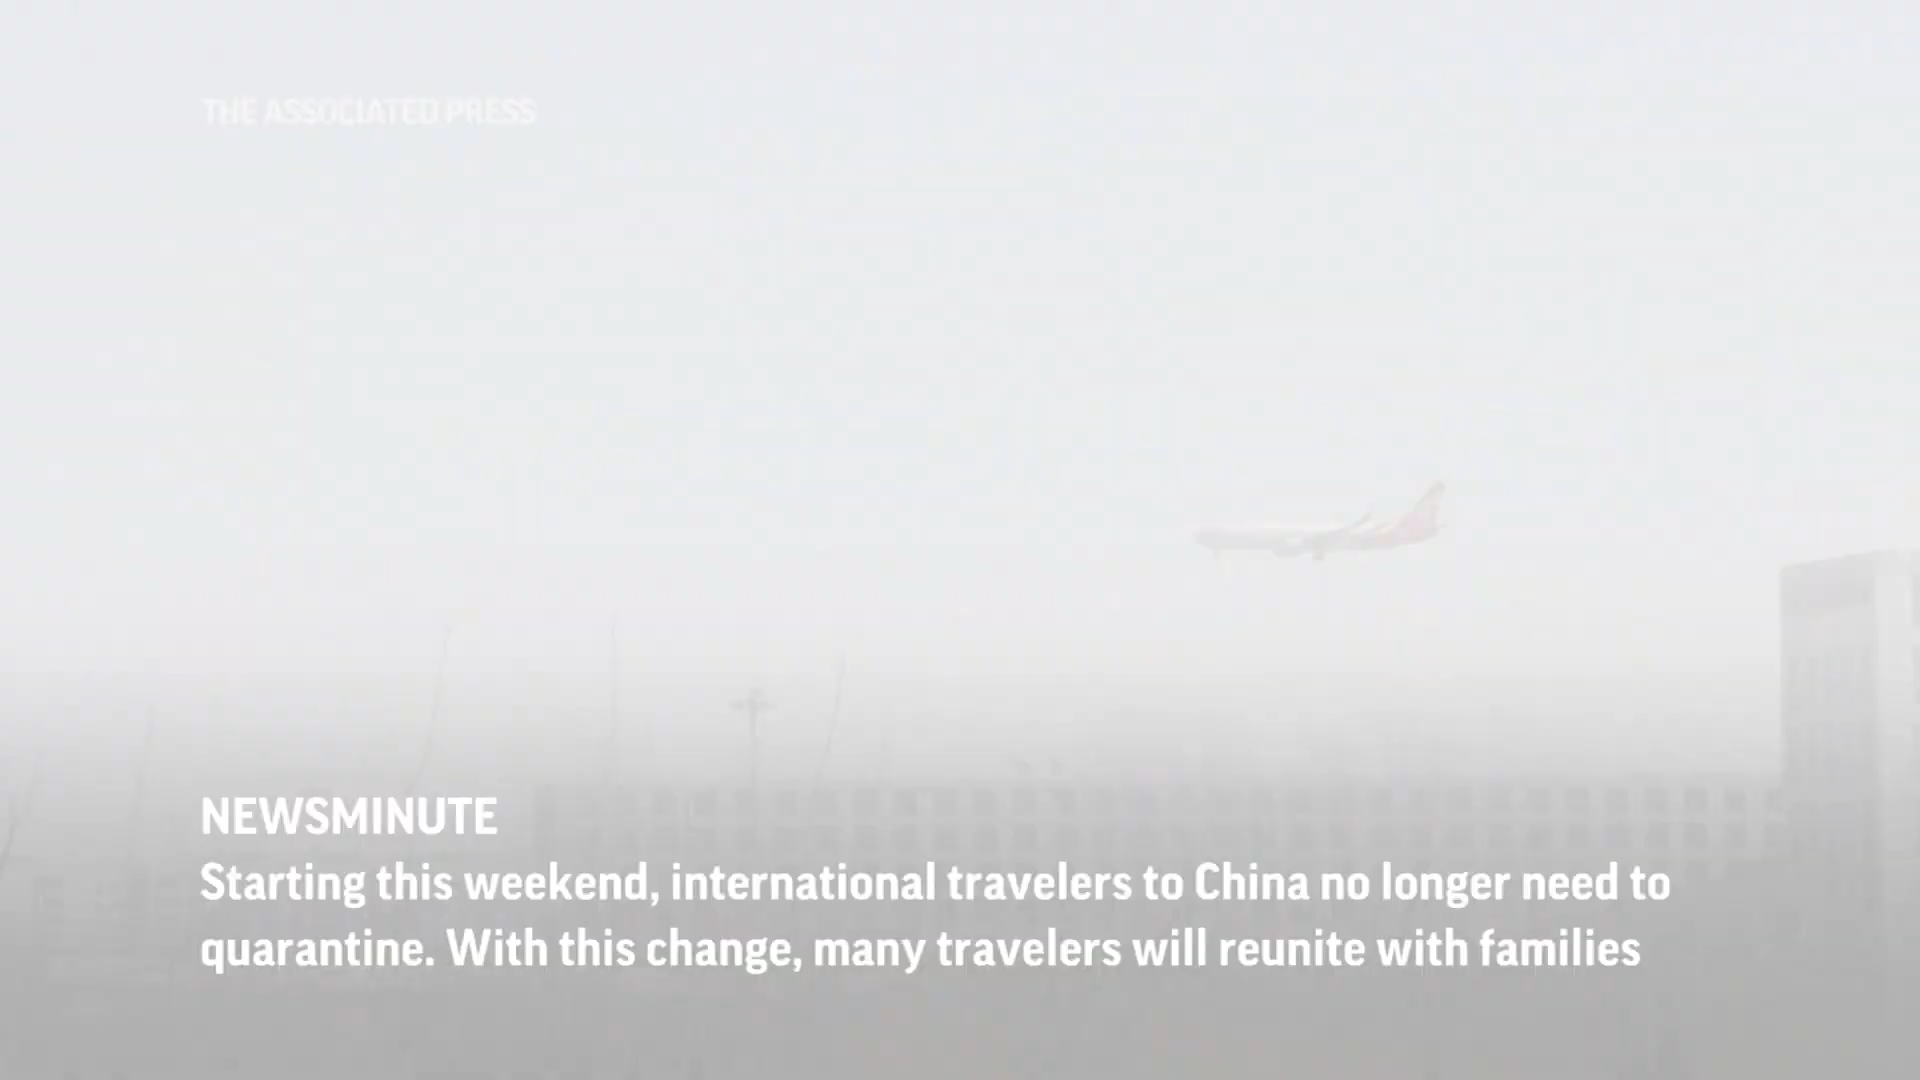 THE ASSOCIATED PRESS
NEWSMINUTE
Starting this weekend, international travelers to China no longer need to
quarantine. With this change, many travelers will reunite with families